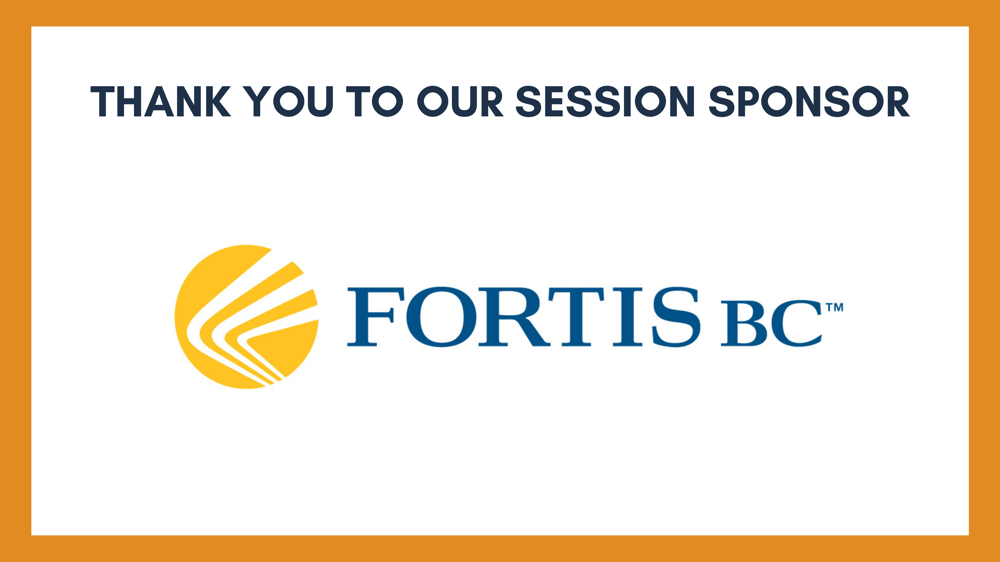 THANK YOU TO OUR SESSION SPONSOR
FORTIS BC™